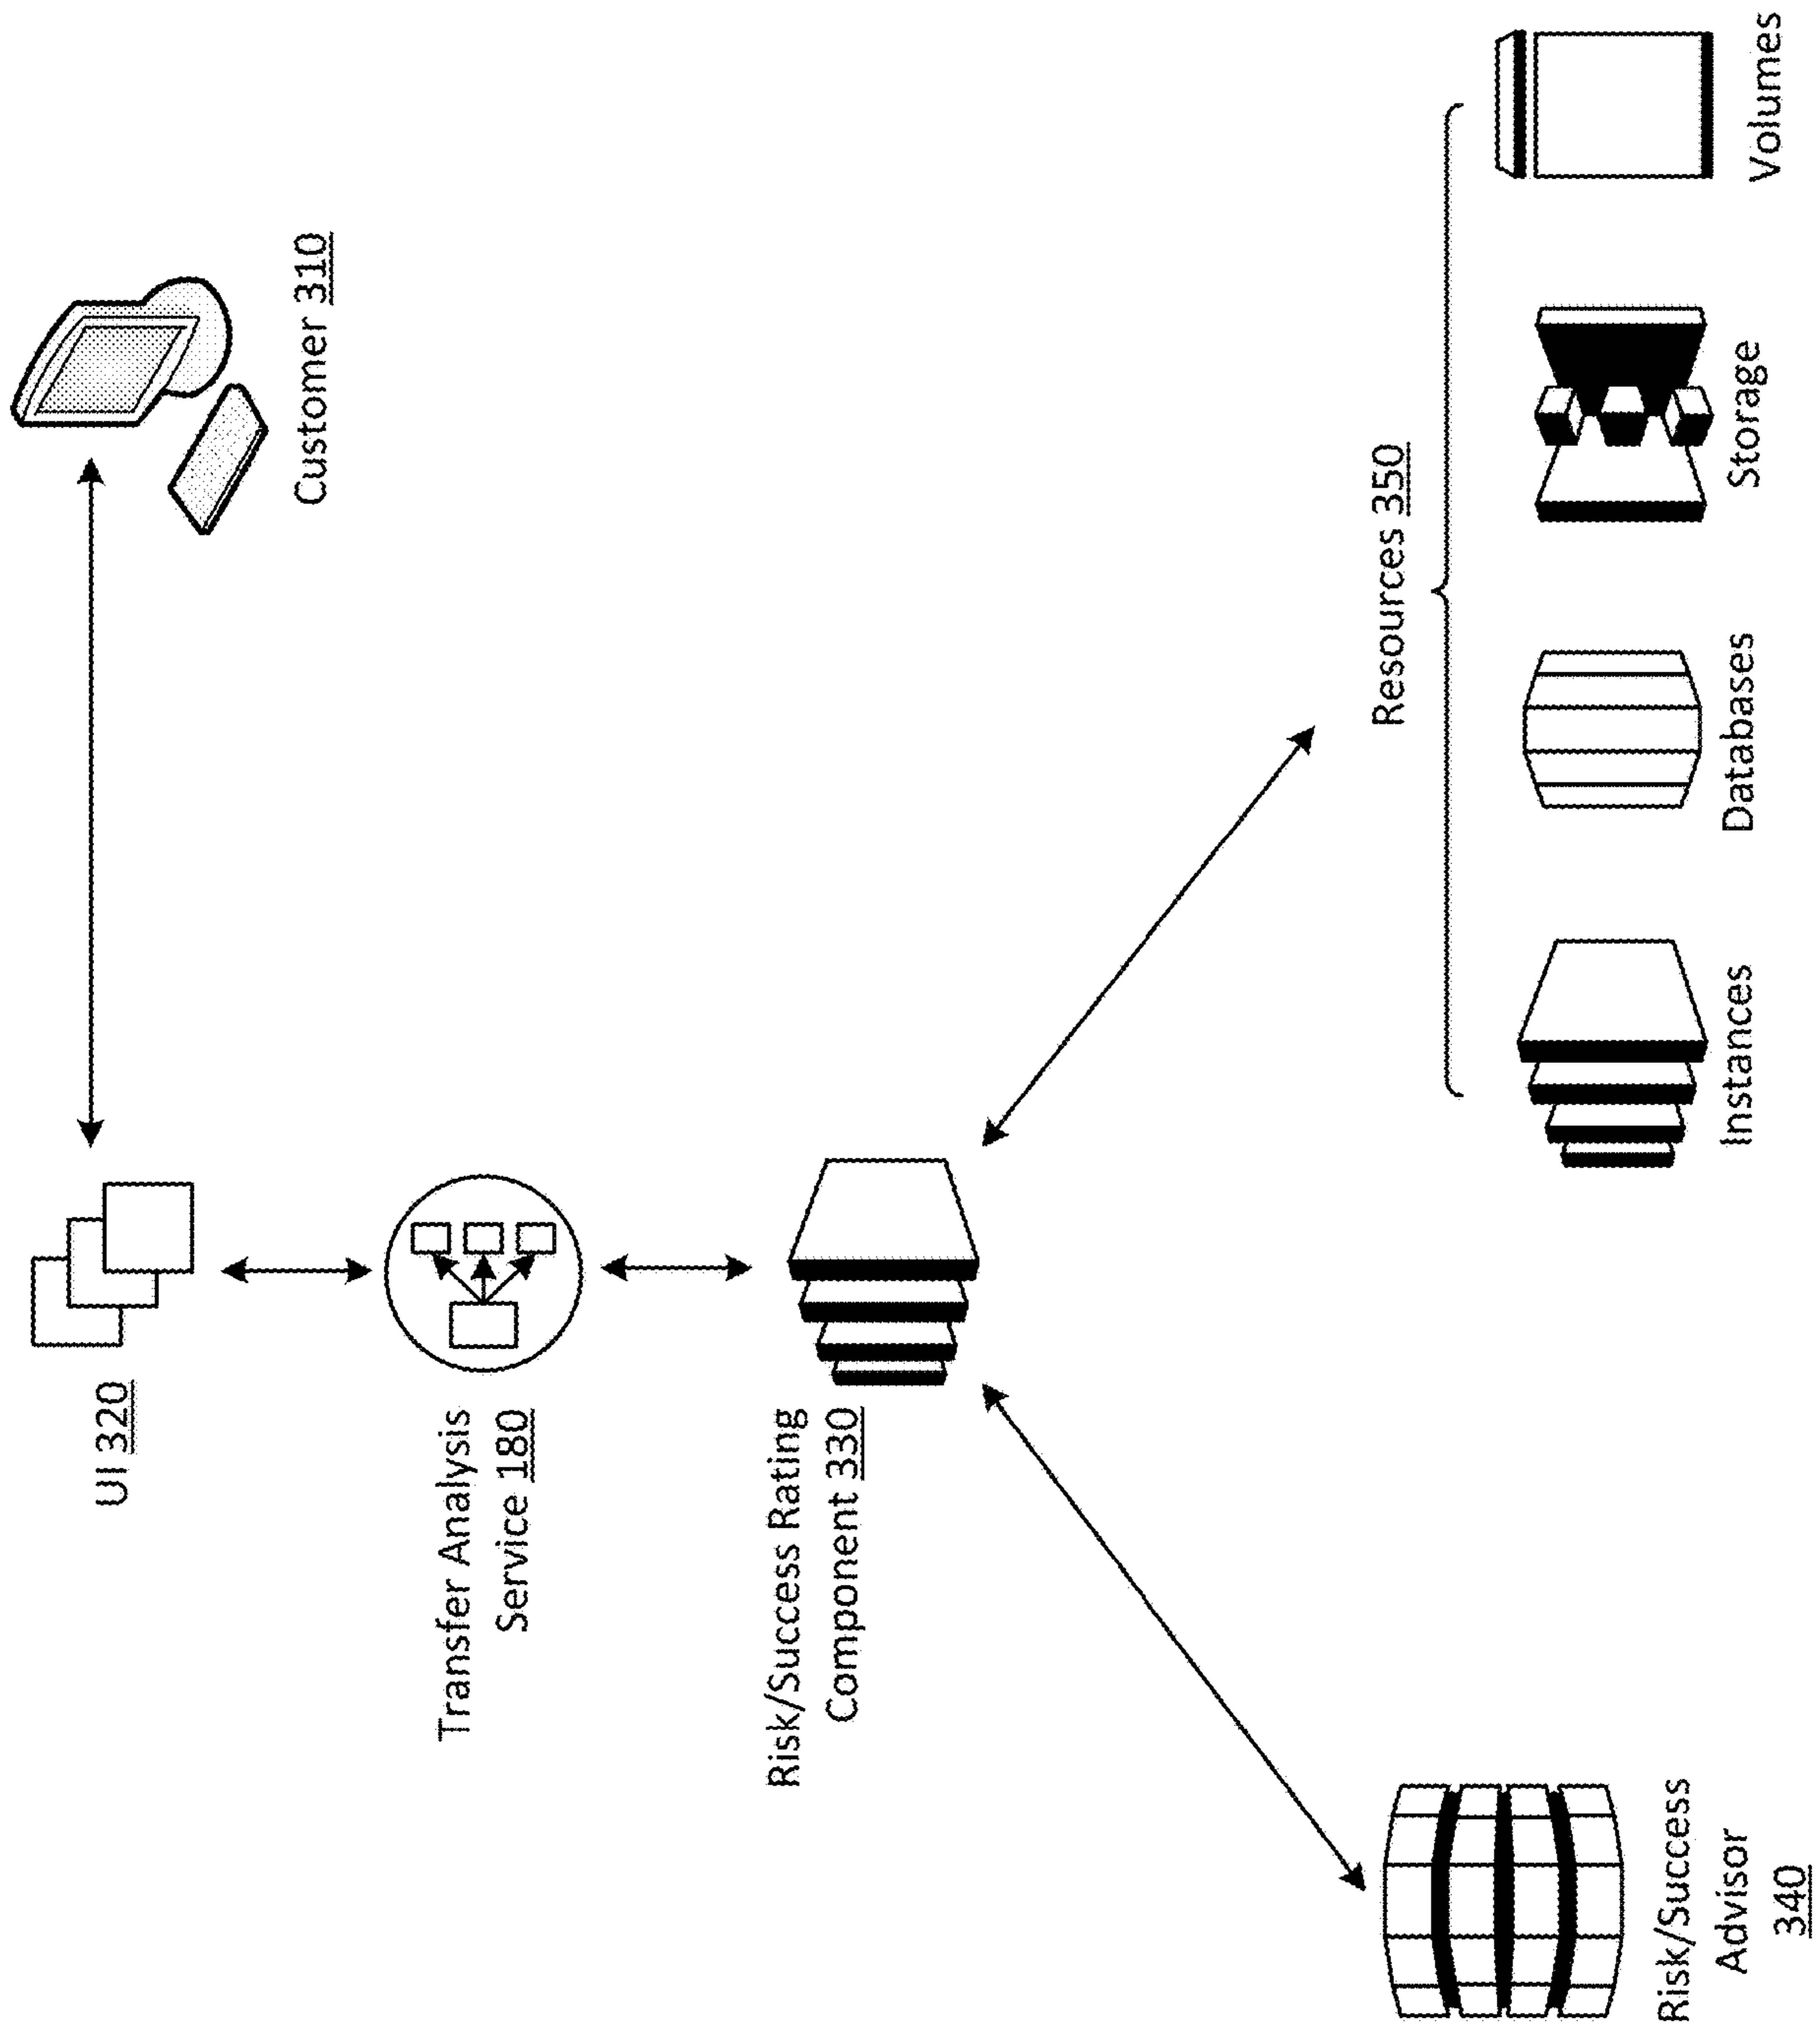 Customer 310
UI 320
Transfer Analysis
Service 180
Risk/Success Rating
Component 330
Risk/Success
Advisor
340
Resources 350
Instances
Databases
Storage
Volumes